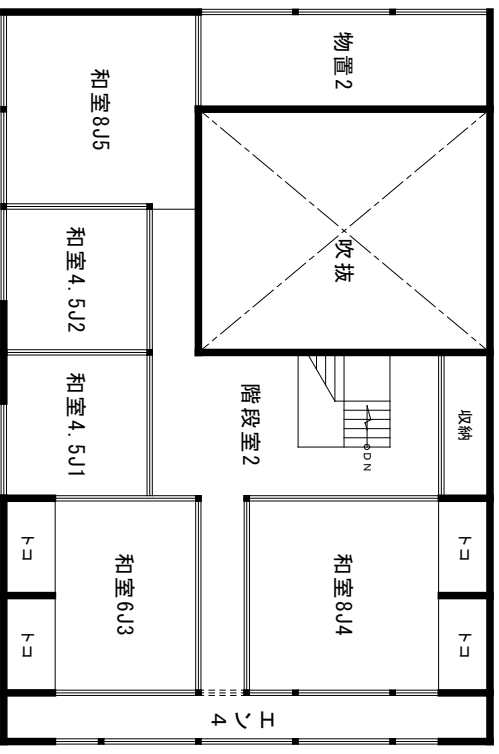 物置2
和室8J5
吹抜
和室4.5J2
和室4.5J1
階段室2
収納
DN
トコ
和室6J3
和室8J4
トコ
トコ
トコ
エン4